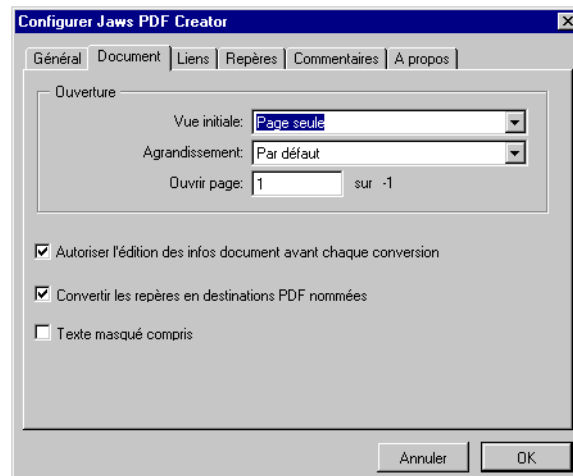 Configurer Jaws PDF Creator
Général Document Liens Repères Commentaires A propos
Ouverture
Vue initiale: Page seule
Agrandissement: Par défaut
Ouvrir page: 1 sur -1
Autoriser l'édition des infos document avant chaque conversion
Convertir les repères en destinations PDF nommées
Texte masqué compris
Annuler OK